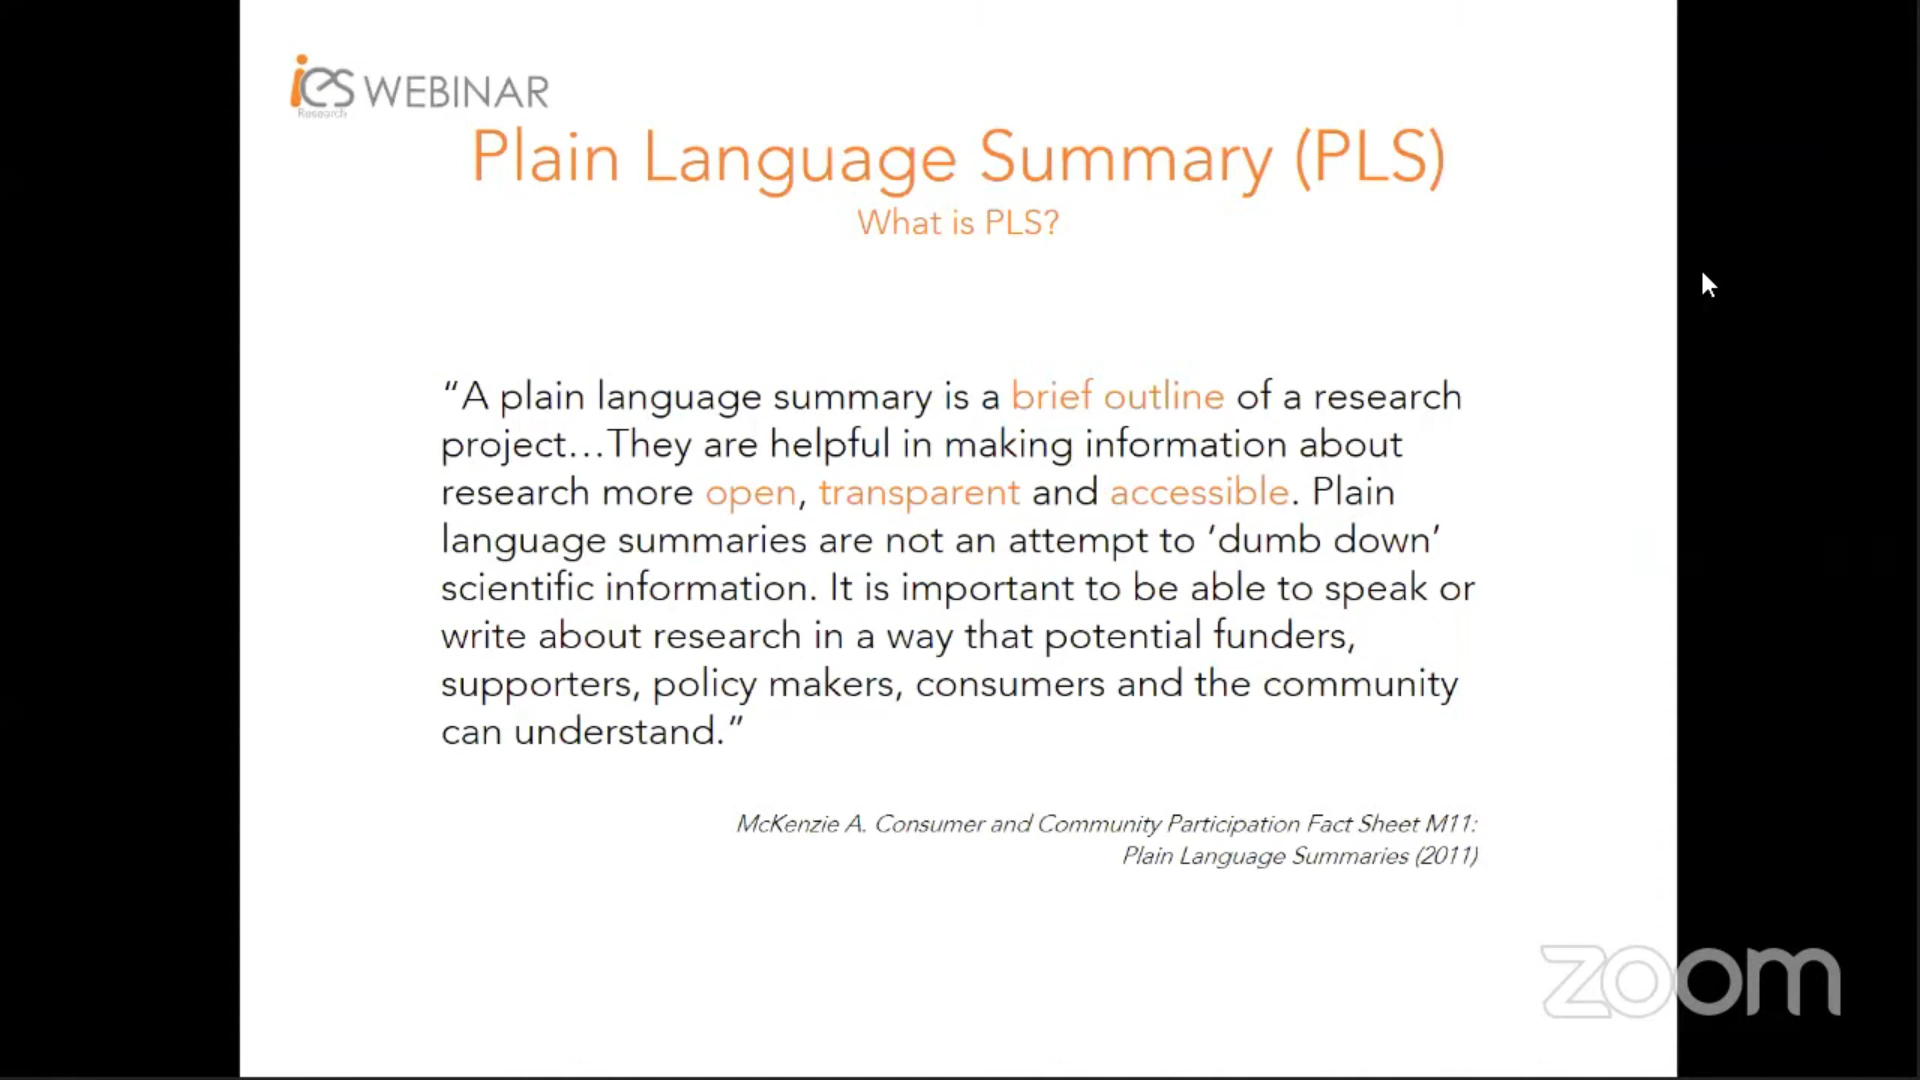 ics WEBINAR
Research
Plain Language Summary (PLS)
What is PLS?
“A plain language summary is a brief outline of a research
project…They are helpful in making information about
research more open, transparent and accessible. Plain
language summaries are not an attempt to ‘dumb down’
scientific information. It is important to be able to speak or
write about research in a way that potential funders,
supporters, policy makers, consumers and the community
can understand.”
McKenzie A. Consumer and Community Participation Fact Sheet M11:
Plain Language Summaries (2011)
zoom